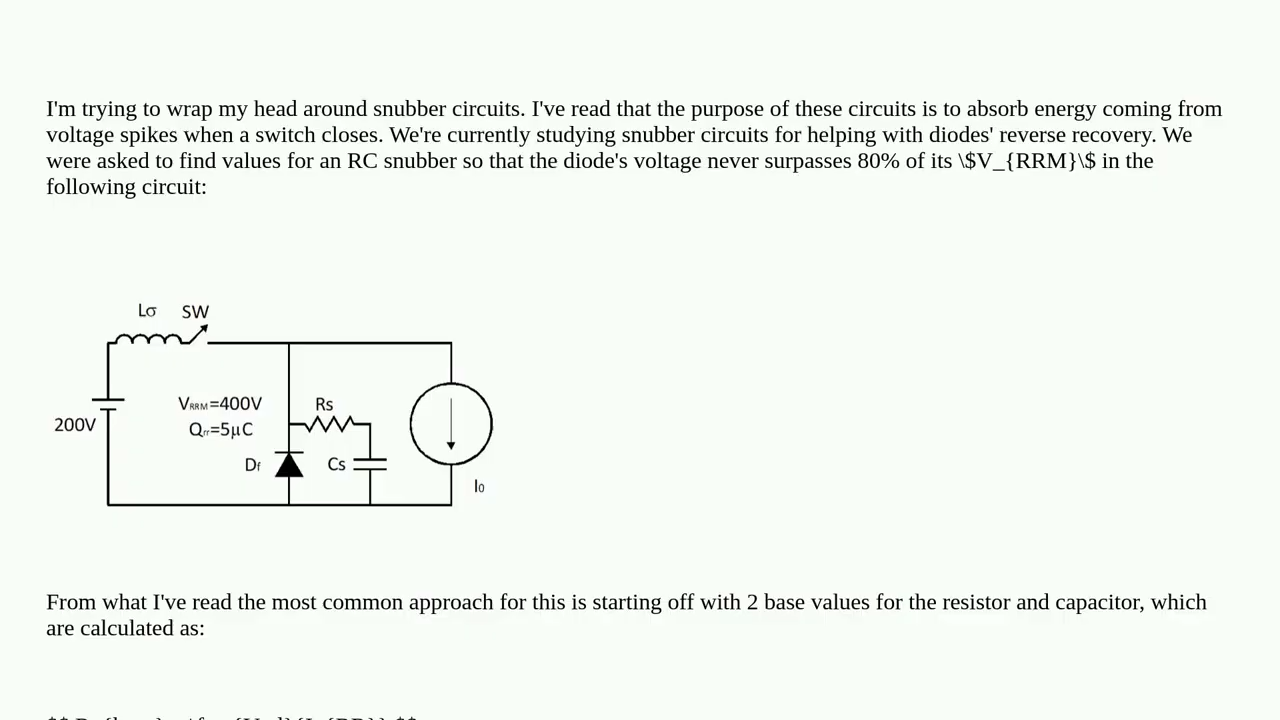 I'm trying to wrap my head around snubber circuits. I've read that the purpose of these circuits is to absorb energy coming from
voltage spikes when a switch closes. We're currently studying snubber circuits for helping with diodes' reverse recovery. We
were asked to find values for an RC snubber so that the diode's voltage never surpasses 80% of its \$V_{RRM}\$ in the
following circuit:
Lσ SW
VRRM=400V
Rs
200V
Qrr=5µC
Df
Cs
I0
From what I've read the most common approach for this is starting off with 2 base values for the resistor and capacitor, which
are calculated as: